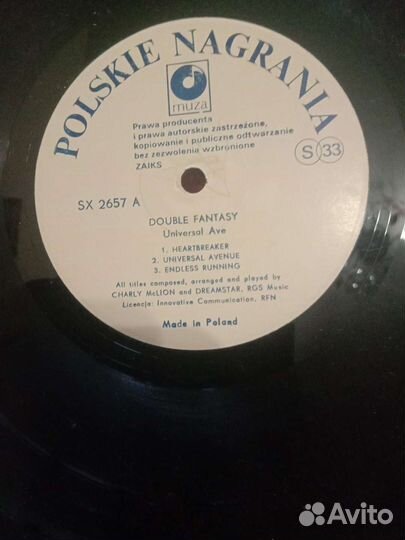 POLSKIE NAGRANIA
muza
Prawa producenta
i prawa autorskie zastrzeżone,
kopiowanie i publiczne odtwarzanie
bez zezwolenia wzbronione
ZAIKS
S 33
SX 2657 A
DOUBLE FANTASY
Universal Ave
1. HEARTBREAKER
2. UNIVERSAL AVENUE
3. ENDLESS RUNNING
All titles composed, arranged and played by
CHARLY McLION and DREAMSTAR, RGS Music
Licencja: Innovative Communication, RFN
Made in Poland
Avito